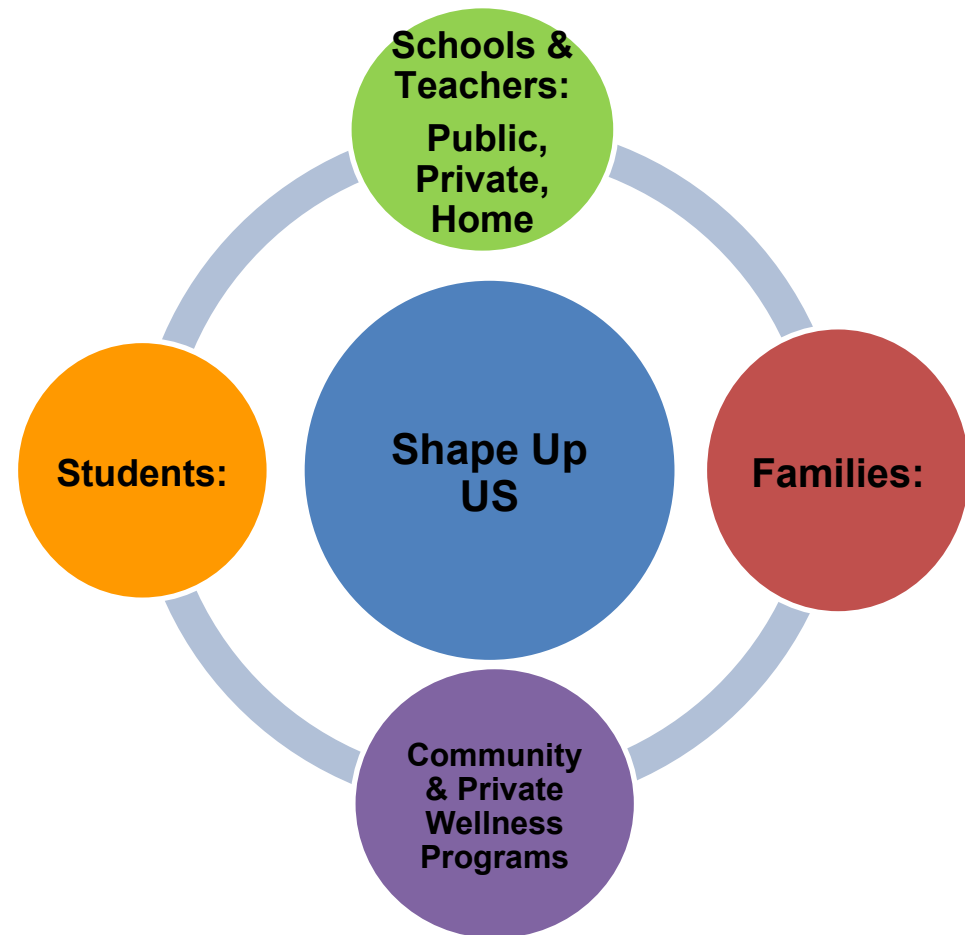 Schools &
Teachers:
Public,
Private,
Home
Students:
Shape Up
US
Families:
Community
& Private
Wellness
Programs